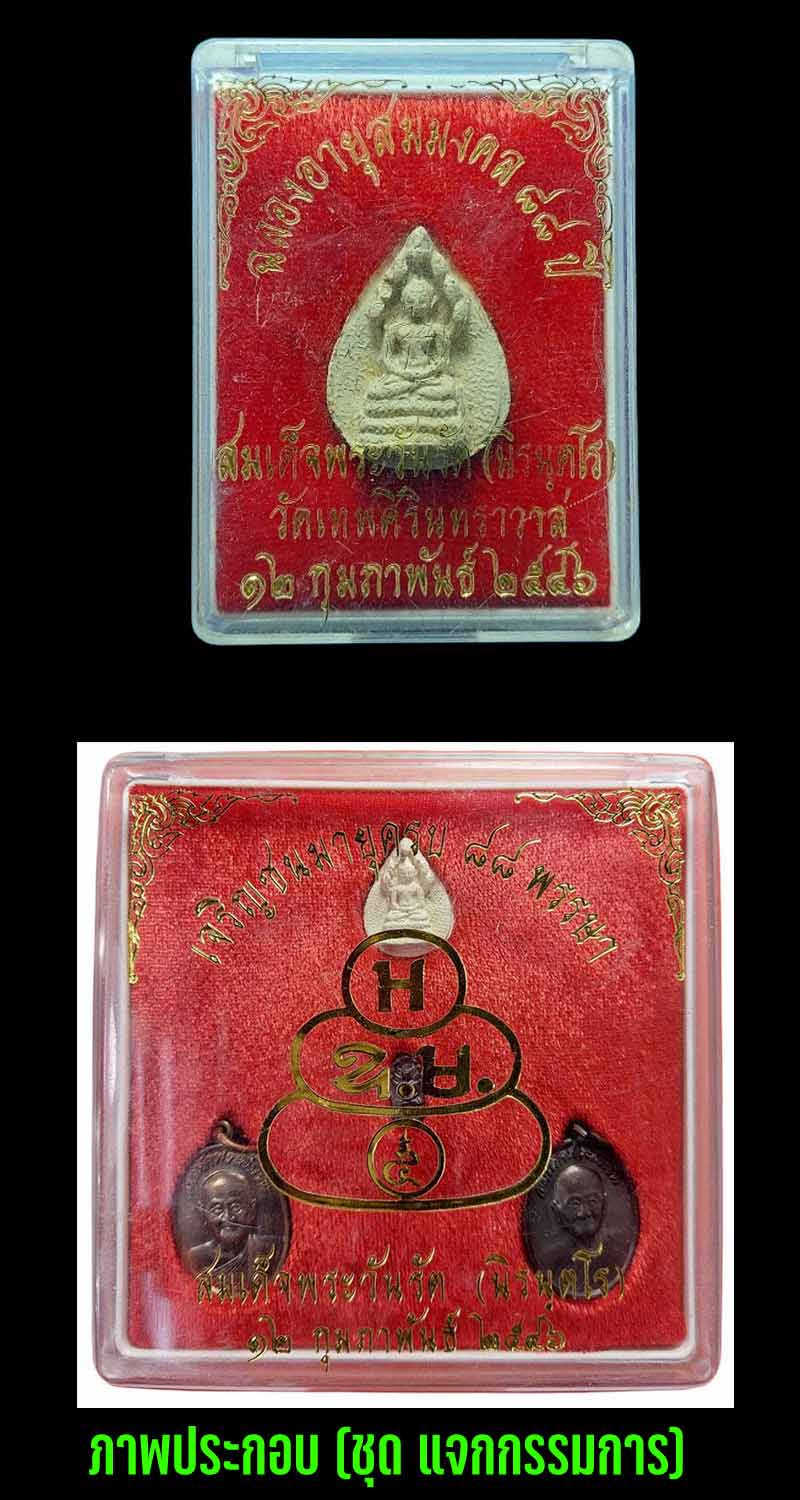 ฉลองอายุสมมงคล ๘๘ ปี
สมเด็จพระวันรัต (นิรนฺตโร)
วัดเทพศิรินทราวาส
๑๒ กุมภาพันธ์ ๒๕๔๖
เจริญชนมายุครบ ๘๘ พรรษา
ม
สมเด็จพระวันรัต (นิรนฺตโร)
๑๒ กุมภาพันธ์ ๒๕๔๖
ภาพประกอบ (ชุด แจกกรรมการ)